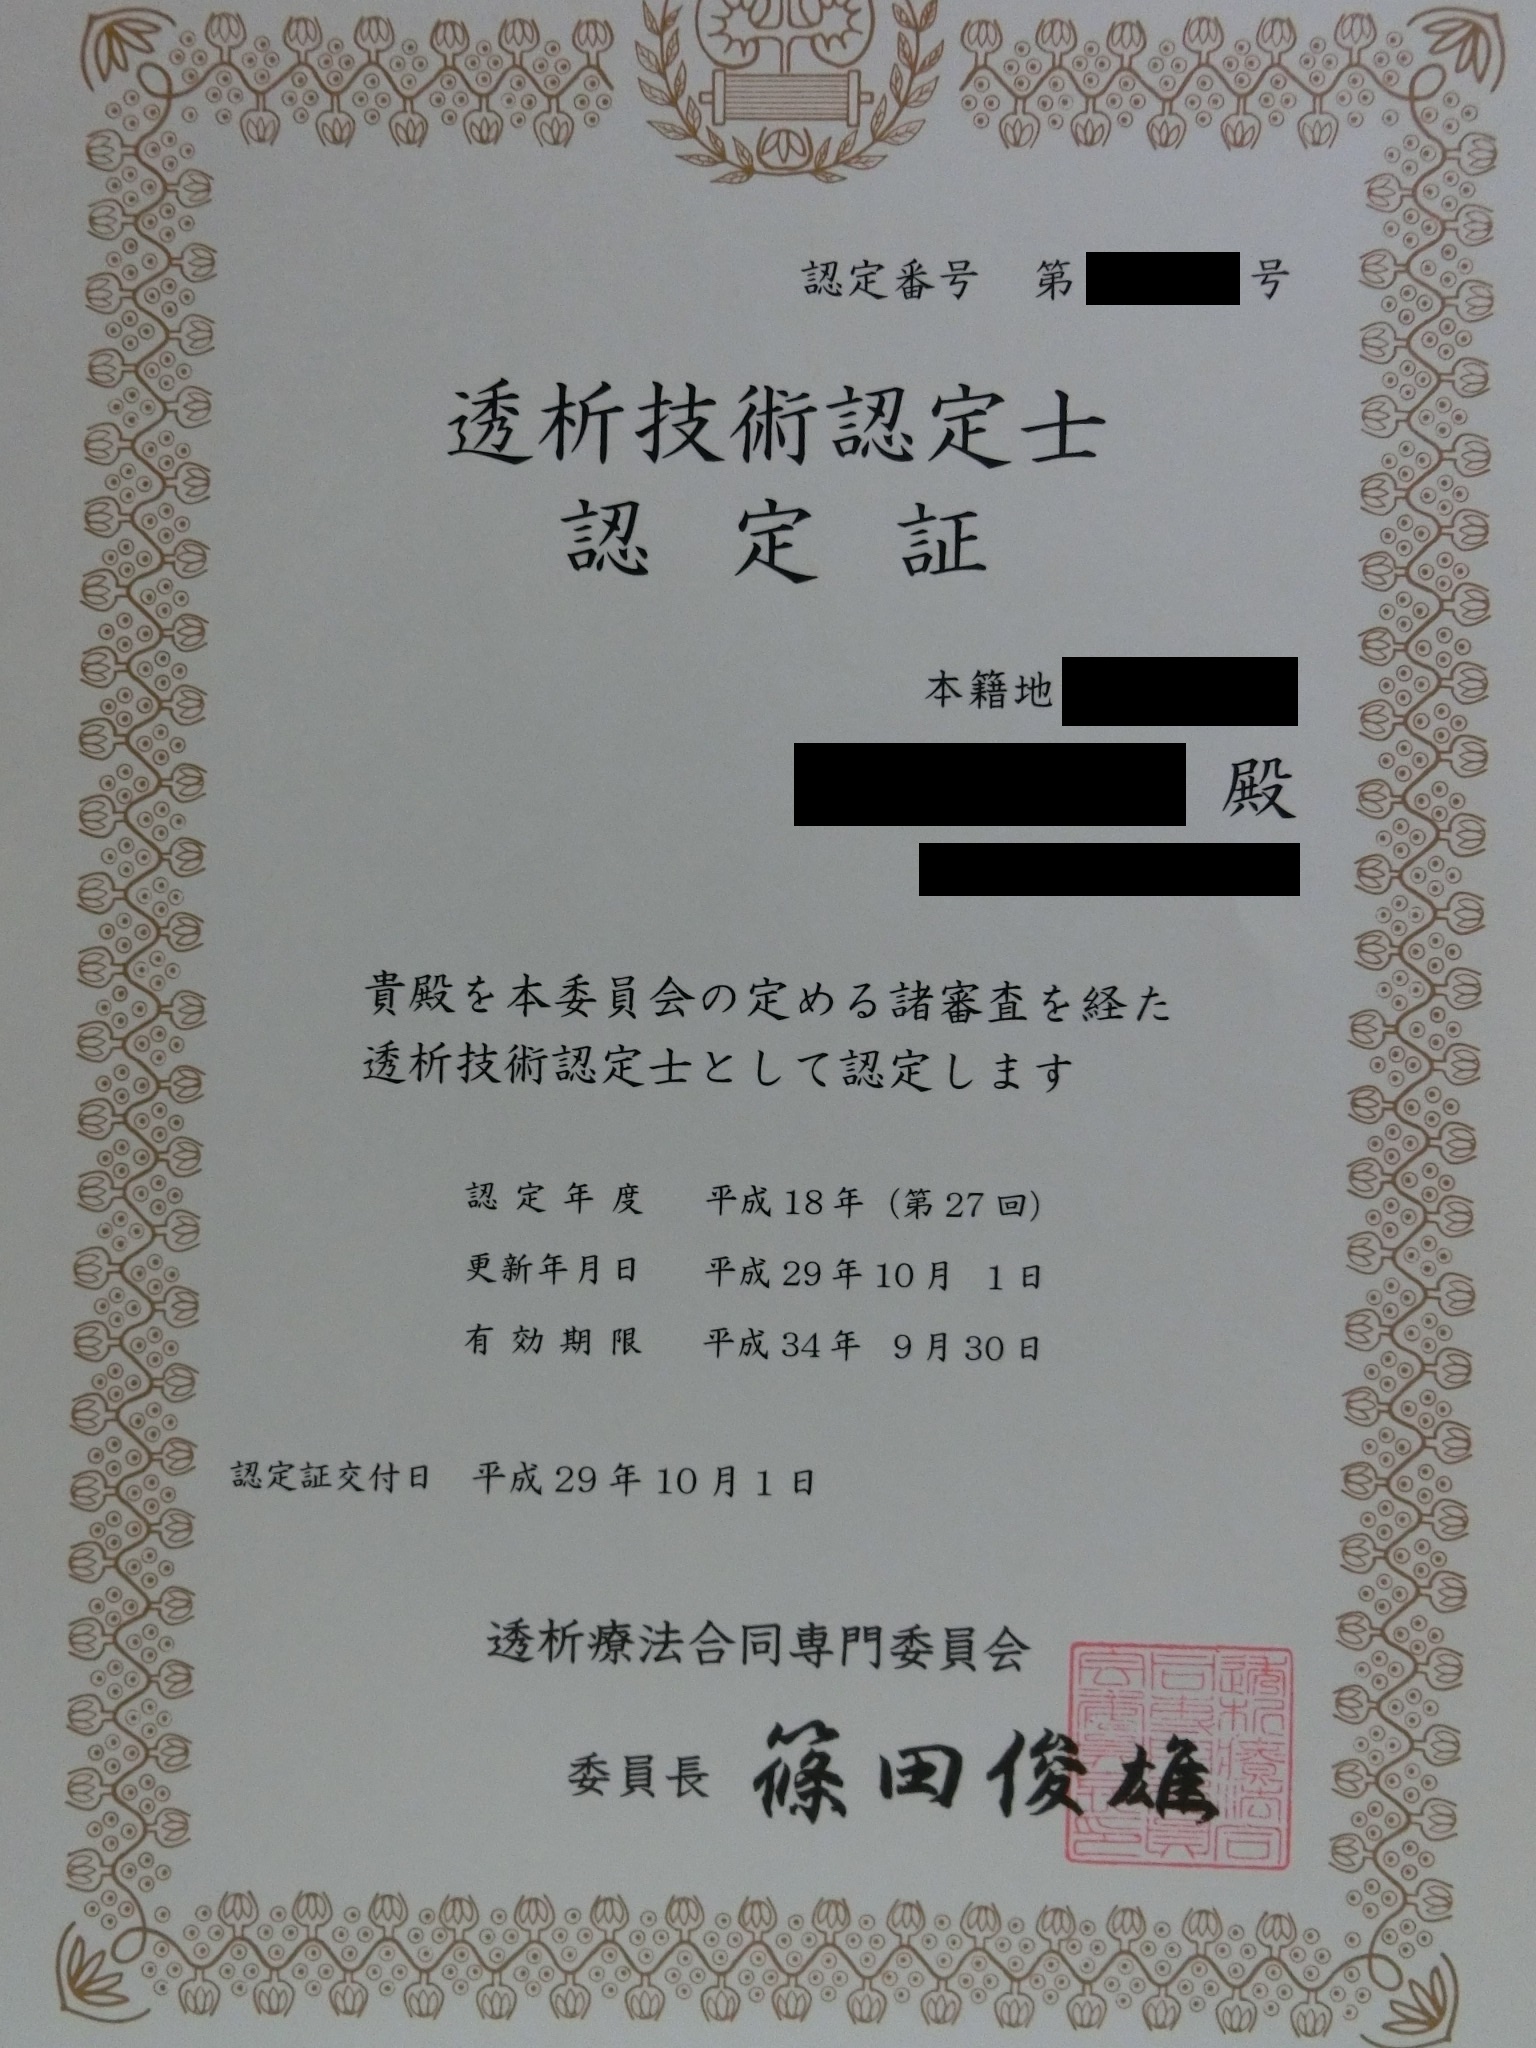 認定番号 第 号
透析技術認定士
認定証
本籍地
殿
貴殿を本委員会の定める諸審査を経た
透析技術認定士として認定します
認定年度 平成18年（第27回）
更新年月日 平成29年10月 1日
有効期限 平成34年 9月30日
認定証交付日 平成29年10月1日
透析療法合同専門委員会
委員長 篠田俊雄